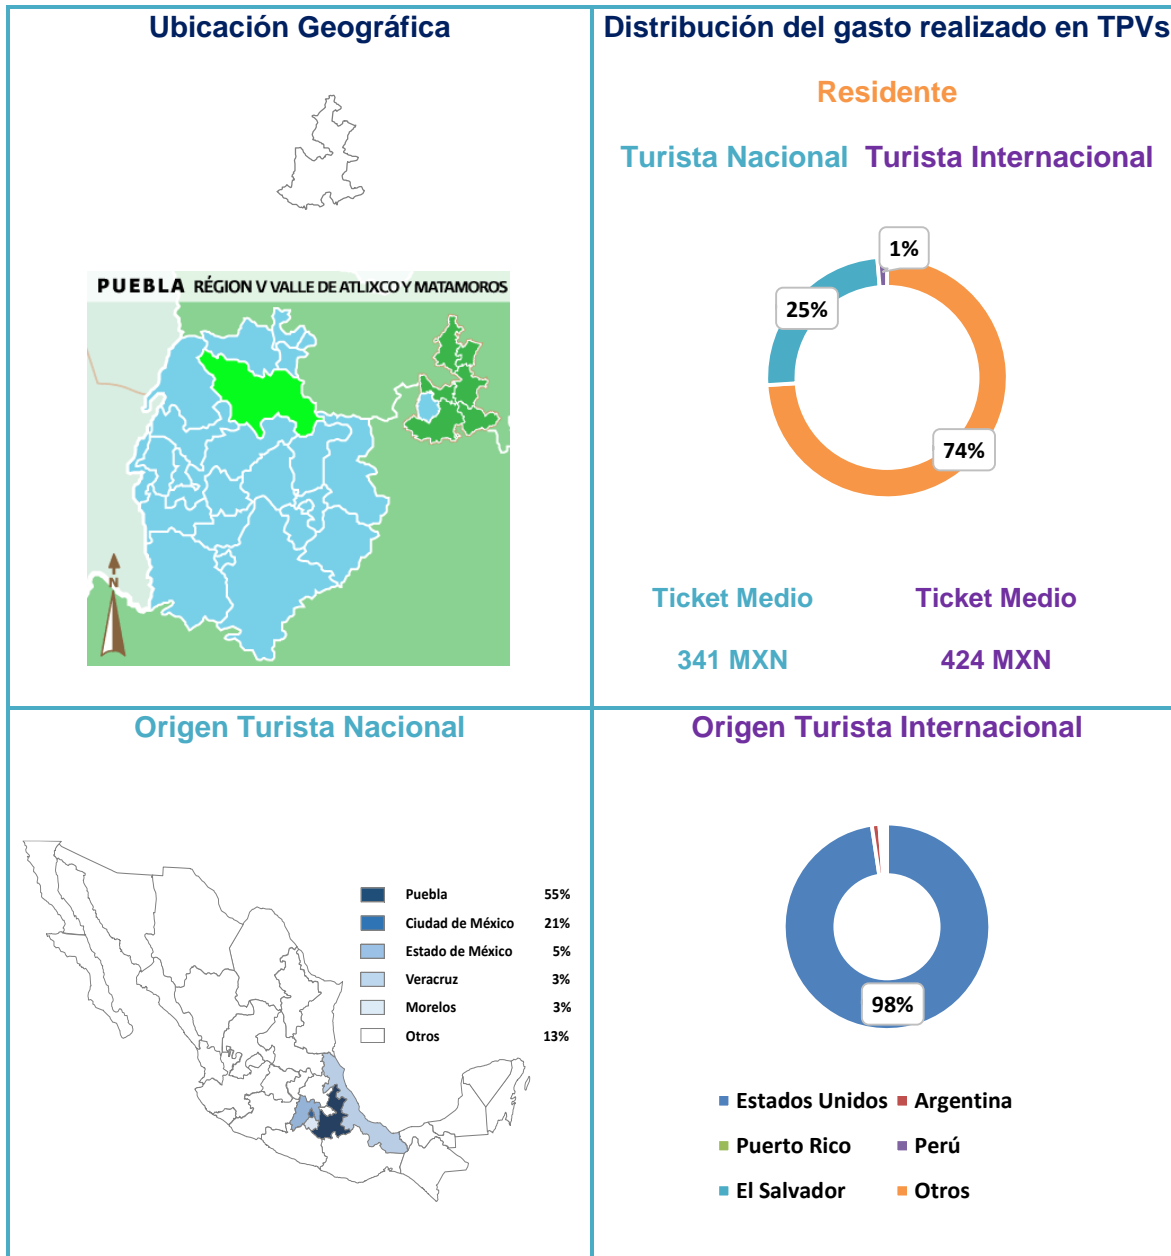 Ubicación Geográfica
PUEBLA RÉGION V VALLE DE ATLIXCO Y MATAMOROS
N
Distribución del gasto realizado en TPVs
Residente
Turista Nacional Turista Internacional
1%
25%
74%
Ticket Medio Ticket Medio
341 MXN 424 MXN
Origen Turista Nacional
Puebla 55%
Ciudad de México 21%
Estado de México 5%
Veracruz 3%
Morelos 3%
Otros 13%
Origen Turista Internacional
98%
Estados Unidos Argentina
Puerto Rico Perú
El Salvador Otros